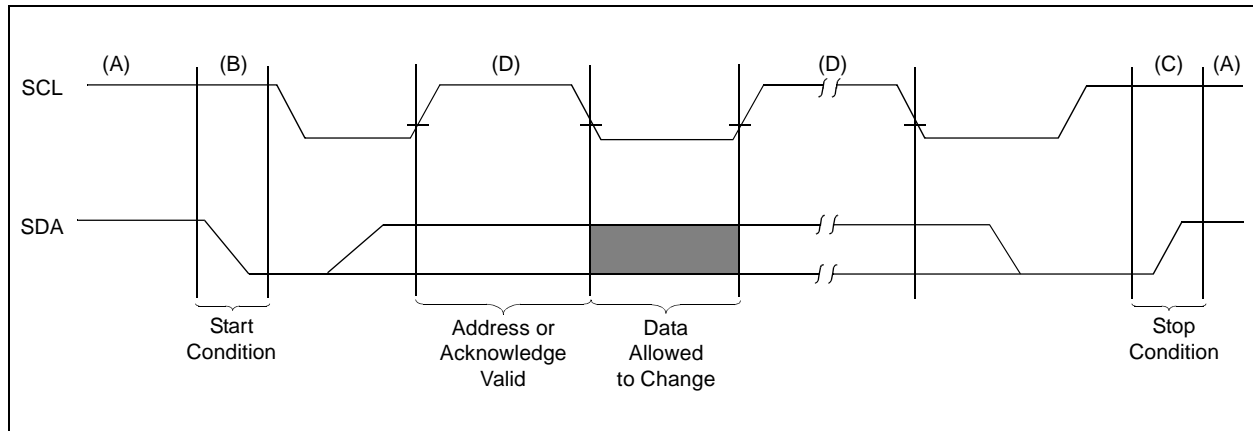 (A) (B) (D) (D) (C) (A)
SCL
SDA
Start
Condition
Address or
Acknowledge
Valid
Data
Allowed
to Change
Stop
Condition